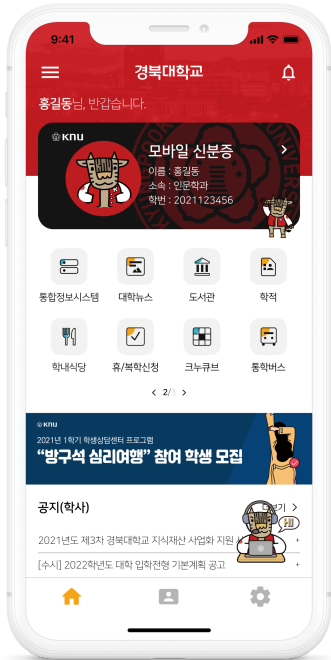 9:41
경북대학교
홍길동님, 반갑습니다.
KNU
모바일 신분증
이름 : 홍길동
소속 : 인문학과
학번 : 2021123456
통합정보시스템
대학뉴스
도서관
학적
학내식당
휴/복학신청
크누큐브
통학버스
2/3
KNU
2021년 1학기 학생상담센터 프로그램
“방구석 심리여행” 참여 학생 모집
공지(학사)
더보기
HI
2021년도 제3차 경북대학교 지식재산 사업화 지원
[수시] 2022학년도 대학 입학전형 기본계획 공고